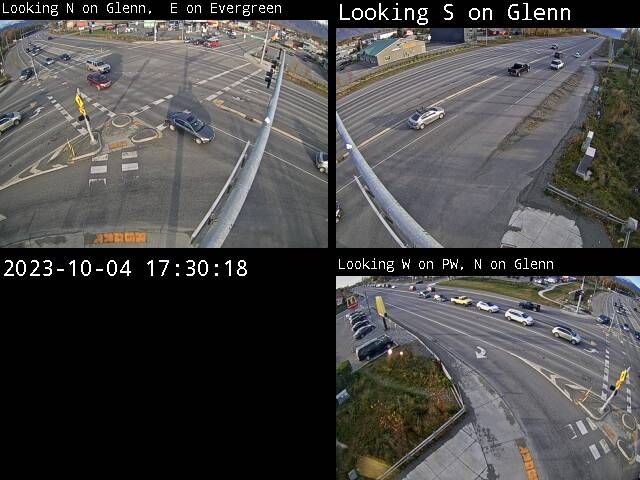 Looking N on Glenn,  E on Evergreen
Looking S on Glenn
2023-10-04 17:30:18
Looking W on PW, N on Glenn